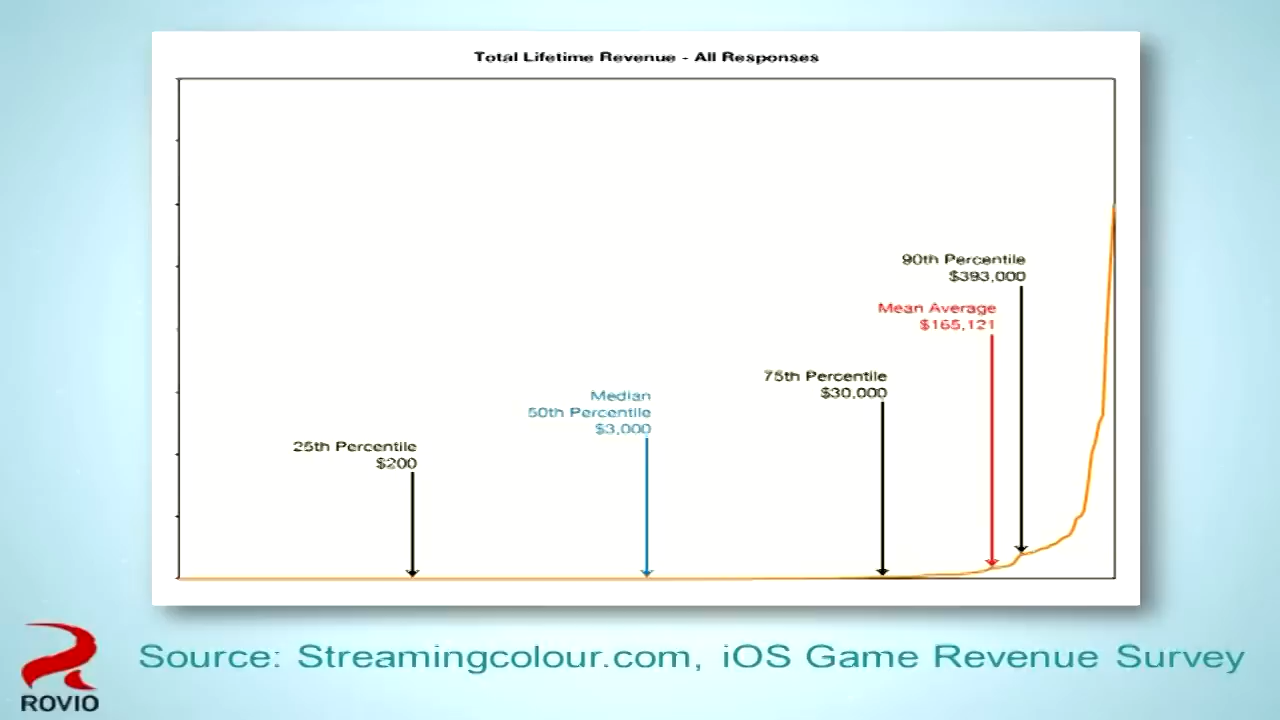 Total Lifetime Revenue - All Responses
90th Percentile
$393,000
Mean Average
$165,121
75th Percentile
$30,000
Median
50th Percentile
$3,000
25th Percentile
$200
Source: Streamingcolour.com, iOS Game Revenue Survey
ROVIO